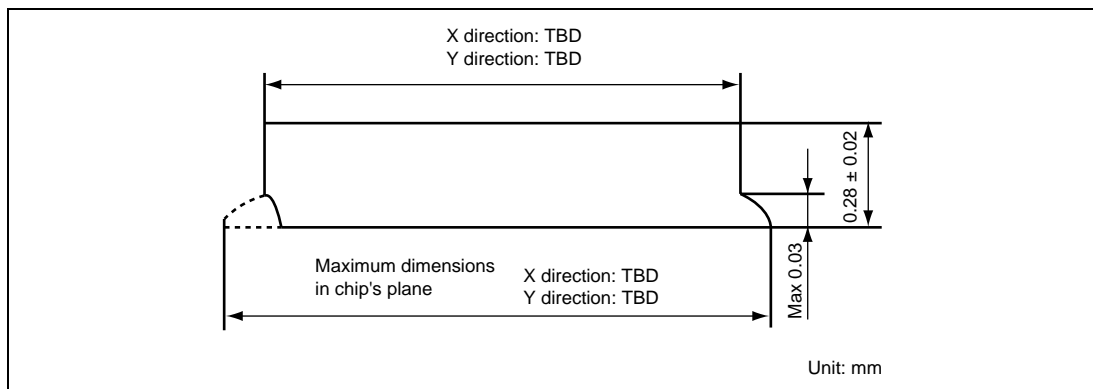 X direction: TBD
Y direction: TBD
0.28 ± 0.02
Max 0.03
Maximum dimensions
in chip's plane
X direction: TBD
Y direction: TBD
Unit: mm